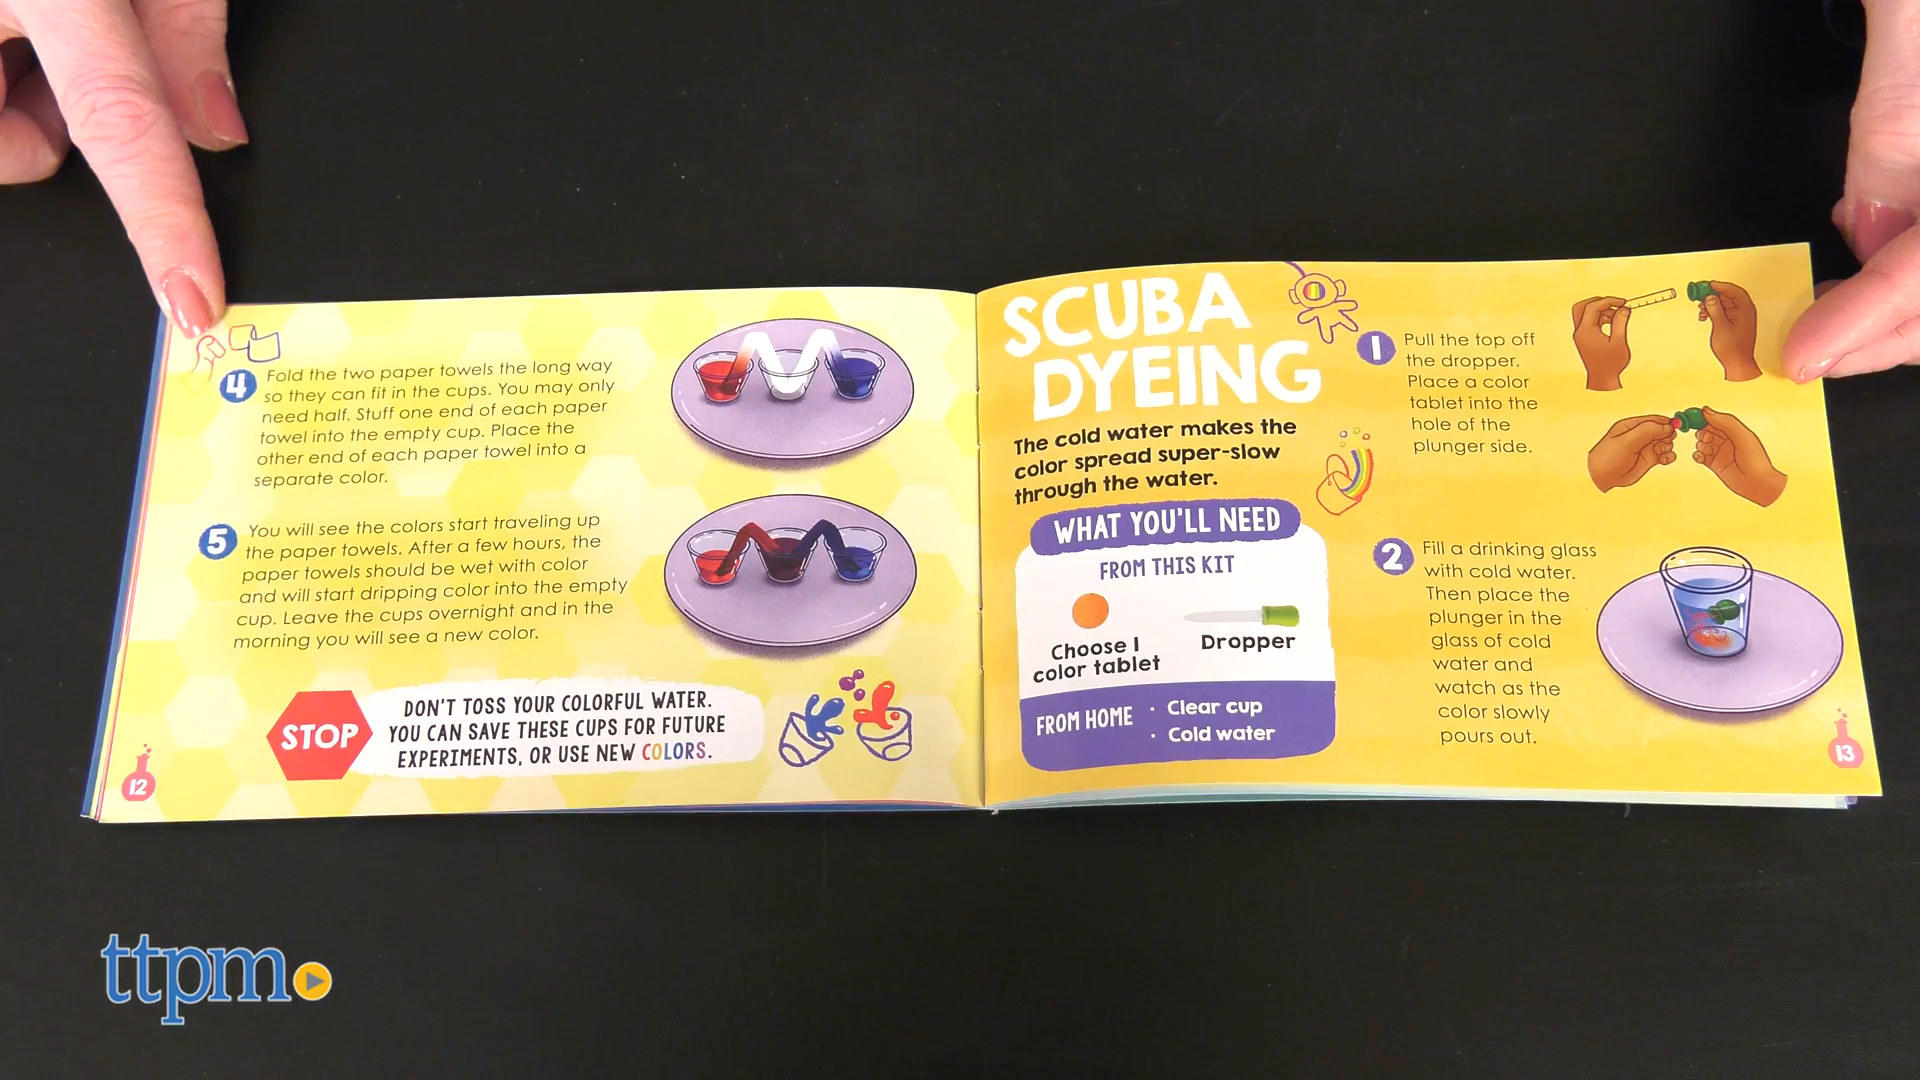 4
Fold the two paper towels the long way
so they can fit in the cups. You may only
need half. Stuff one end of each paper
towel into the empty cup. Place the
other end of each paper towel into a
separate color.
5
You will see the colors start traveling up
the paper towels. After a few hours, the
paper towels should be wet with color
and will start dripping color into the empty
cup. Leave the cups overnight and in the
morning you will see a new color.
STOP
DON'T TOSS YOUR COLORFUL WATER.
YOU CAN SAVE THESE CUPS FOR FUTURE
EXPERIMENTS, OR USE NEW COLORS.
12
SCUBA
DYEING
The cold water makes the
color spread super-slow
through the water.
WHAT YOU'LL NEED
FROM THIS KIT
Choose 1
color tablet
Dropper
FROM HOME
· Clear cup
· Cold water
1
Pull the top off
the dropper.
Place a color
tablet into the
hole of the
plunger side.
2
Fill a drinking glass
with cold water.
Then place the
plunger in the
glass of cold
water and
watch as the
color slowly
pours out.
13
ttpm